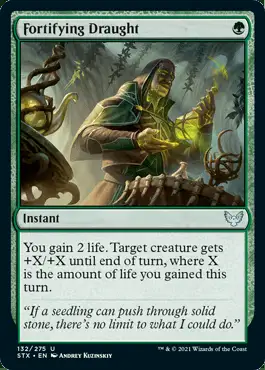 Fortifying Draught
Instant
You gain 2 life. Target creature gets
+X/+X until end of turn, where X
is the amount of life you gained this
turn.
"If a seedling can push through solid
stone, there's no limit to what I could do."
132/275 U
STX • EN Andrey Kuzinskiy
™ & © 2021 Wizards of the Coast